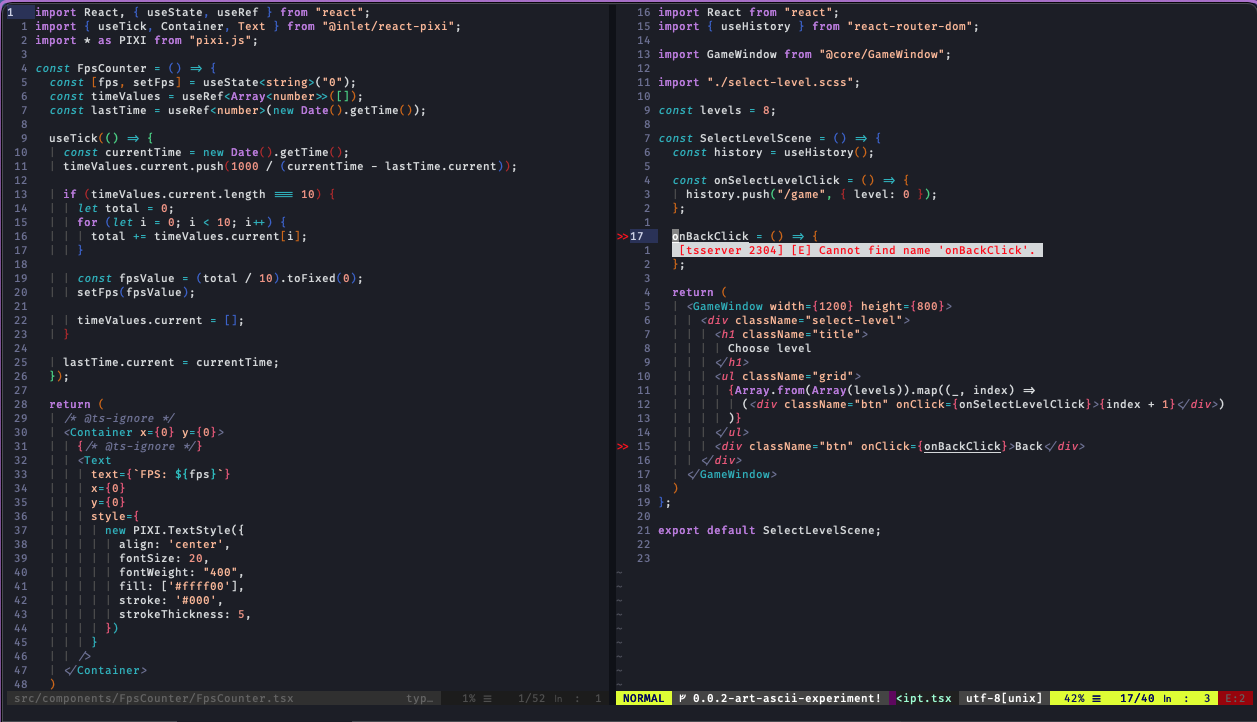 1 import React, { useState, useRef } from "react";
1 import { useTick, Container, Text } from "@inlet/react-pixi";
2 import * as PIXI from "pixi.js";
3
4 const FpsCounter = () => {
5 const [fps, setFps] = useState<string>("0");
6 const timeValues = useRef<Array<number>>([]);
7 const lastTime = useRef<number>(new Date().getTime());
8
9 useTick(() => {
10 const currentTime = new Date().getTime();
11 timeValues.current.push(1000 / (currentTime - lastTime.current));
12
13 if (timeValues.current.length === 10) {
14 let total = 0;
15 for (let i = 0; i < 10; i++) {
16 total += timeValues.current[i];
17 }
18
19 const fpsValue = (total / 10).toFixed(0);
20 setFps(fpsValue);
21
22 timeValues.current = [];
23 }
24
25 lastTime.current = currentTime;
26 });
27
28 return (
29 /* @ts-ignore */
30 <Container x={0} y={0}>
31 {/* @ts-ignore */}
32 <Text
33 text={`FPS: ${fps}`}
34 x={0}
35 y={0}
36 style={
37 new PIXI.TextStyle({
38 align: 'center',
39 fontSize: 20,
40 fontWeight: "400",
41 fill: ['#ffff00'],
42 stroke: '#000',
43 strokeThickness: 5,
44 })
45 }
46 />
47 </Container>
48 )
src/components/FpsCounter/FpsCounter.tsx typ… 1% ☰ 1/52 ln : 1
16 import React from "react";
15 import { useHistory } from "react-router-dom";
14
13 import GameWindow from "@core/GameWindow";
12
11 import "./select-level.scss";
10
9 const levels = 8;
8
7 const SelectLevelScene = () => {
6 const history = useHistory();
5
4 const onSelectLevelClick = () => {
3 history.push("/game", { level: 0 });
2 };
1
>>17 onBackClick = () => {
1 [tsserver 2304] [E] Cannot find name 'onBackClick'.
2 };
3
4 return (
5 <GameWindow width={1200} height={800}>
6 <div className="select-level">
7 <h1 className="title">
8 Choose level
9 </h1>
10 <ul className="grid">
11 {Array.from(Array(levels)).map((_, index) =>
12 (<div className="btn" onClick={onSelectLevelClick}>{index + 1}</div>)
13 )}
14 </ul>
>>15 <div className="btn" onClick={onBackClick}>Back</div>
16 </div>
17 </GameWindow>
18 )
19 };
20
21 export default SelectLevelScene;
22
23
~
~
~
~
~
~
~
~
~
NORMAL 0.0.2-art-ascii-experiment! <ipt.tsx utf-8[unix] 42% ☰ 17/40 ln : 3 E:2